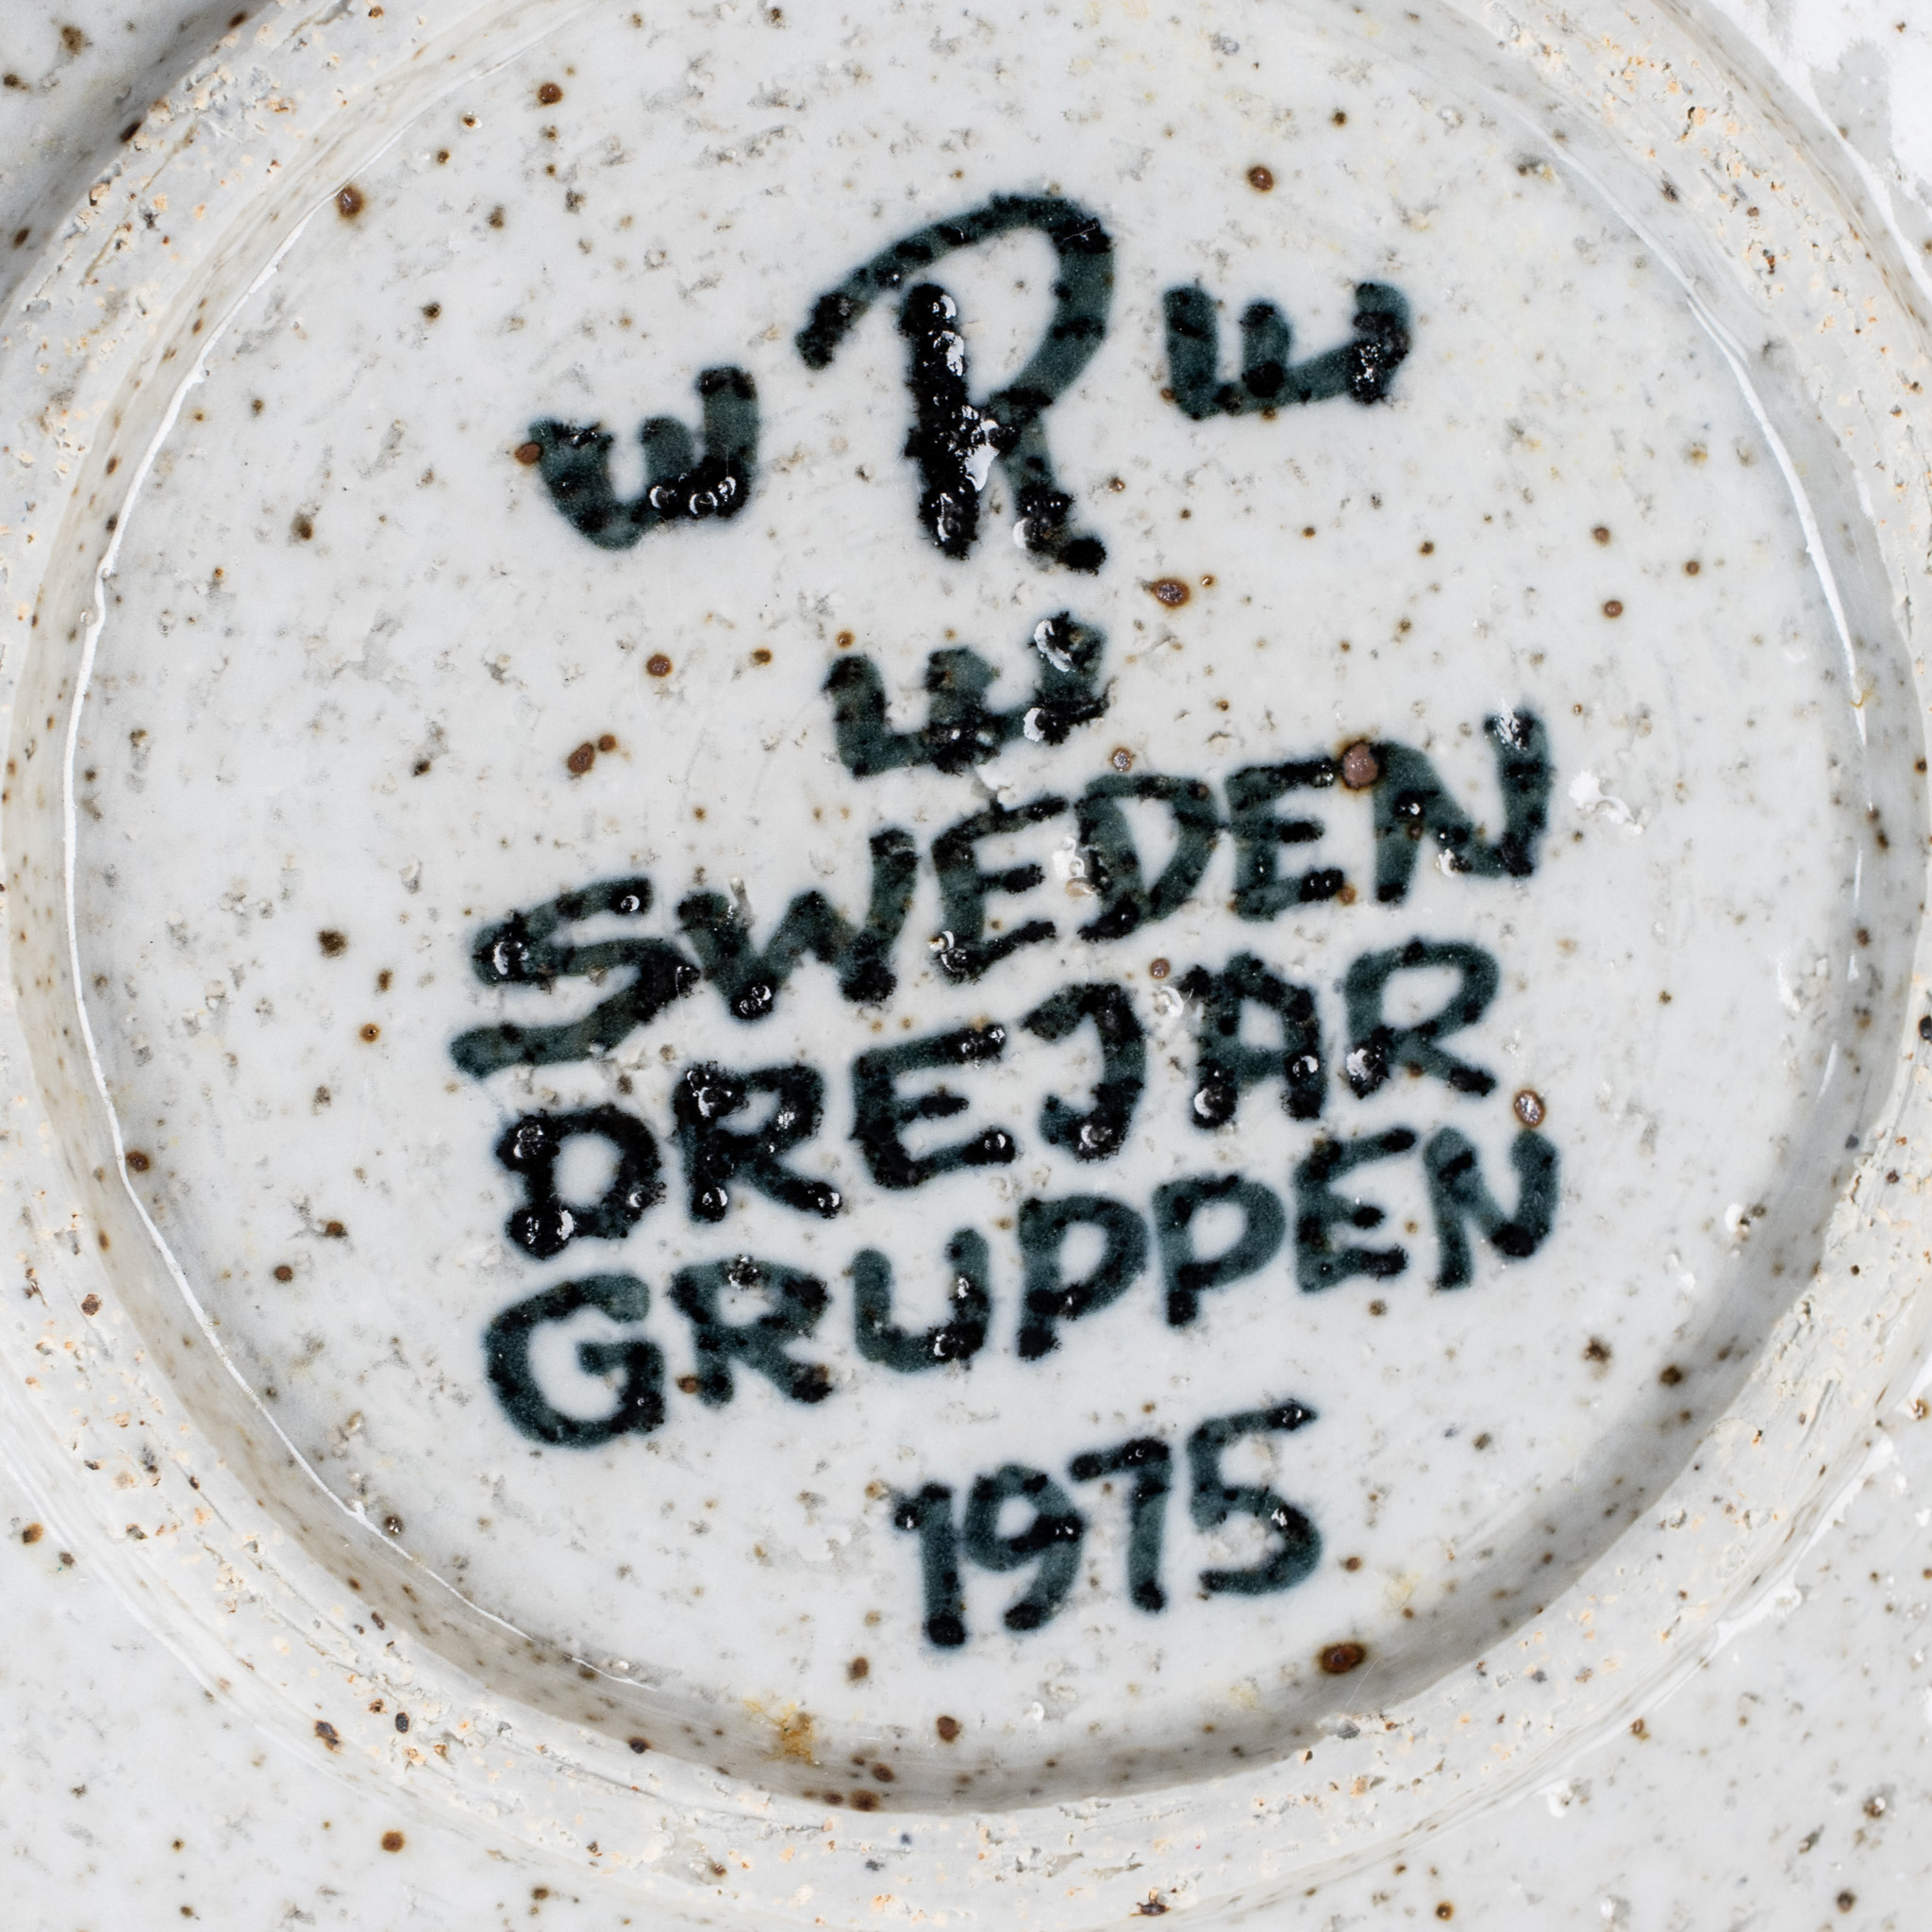 R
SWEDEN
DREJAR
GRUPPEN
1975